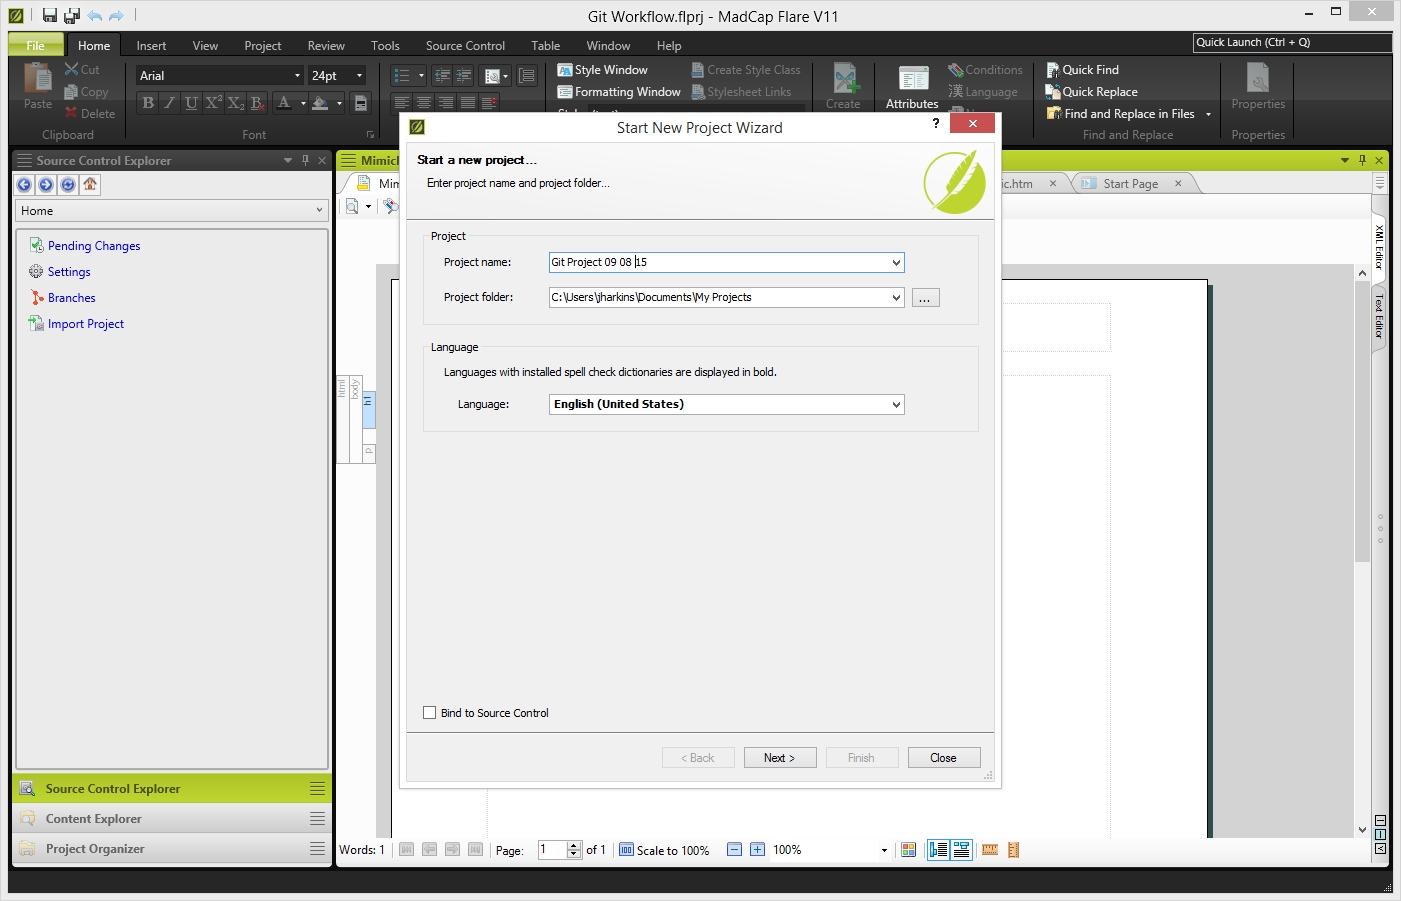 Git Workflow.flprj - MadCap Flare V11
File Home Insert View Project Review Tools Source Control Table Window Help
Quick Launch (Ctrl + Q)
Paste
Cut
Copy
Delete
Clipboard
Arial 24pt
B I U X² X₂ B
A
Font
Style Window
Formatting Window
Create Style Class
Stylesheet Links
Create
Attributes
Conditions
Language
Quick Find
Quick Replace
Find and Replace in Files
Find and Replace
Properties
Properties
Source Control Explorer
Home
Pending Changes
Settings
Branches
Import Project
Source Control Explorer
Content Explorer
Project Organizer
Start Page
XML Editor
Text Editor
html
body
h1
p
Start New Project Wizard
?
Start a new project...
Enter project name and project folder...
Project
Project name: Git Project 09 08 15
Project folder: C:\Users\jharkins\Documents\My Projects
...
Language
Languages with installed spell check dictionaries are displayed in bold.
Language: English (United States)
Bind to Source Control
< Back Next > Finish Close
Words: 1 Page: 1 of 1 Scale to 100% 100%